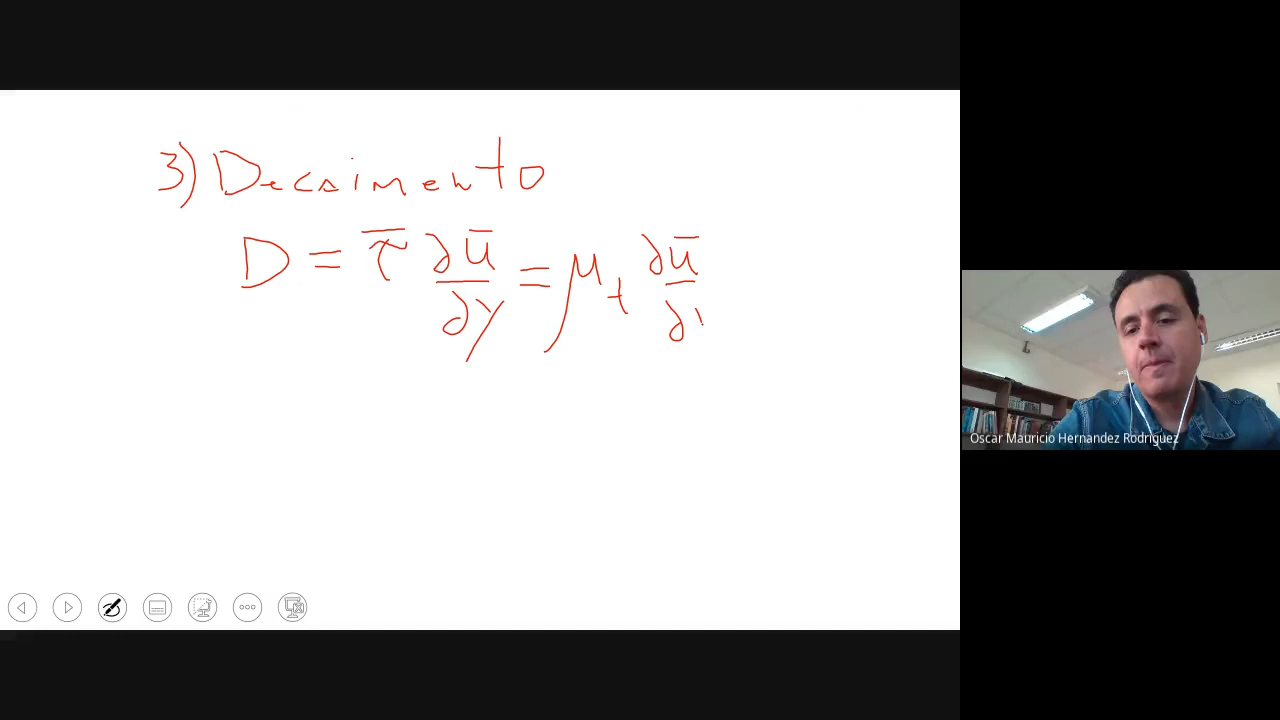 3) Decaimento
D = τ̅ ∂ū/∂y = μt ∂ū/∂
Oscar Mauricio Hernandez Rodriguez